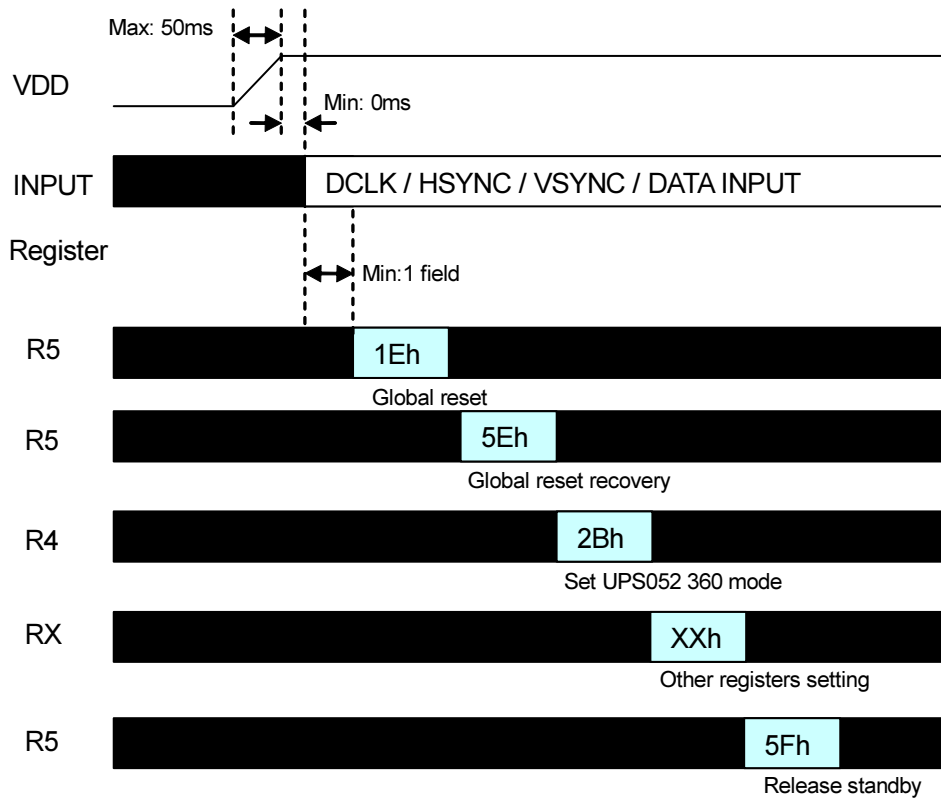 Max: 50ms
VDD
Min: 0ms
INPUT
DCLK / HSYNC / VSYNC / DATA INPUT
Register
Min:1 field
R5
1Eh
Global reset
R5
5Eh
Global reset recovery
R4
2Bh
Set UPS052 360 mode
RX
XXh
Other registers setting
R5
5Fh
Release standby